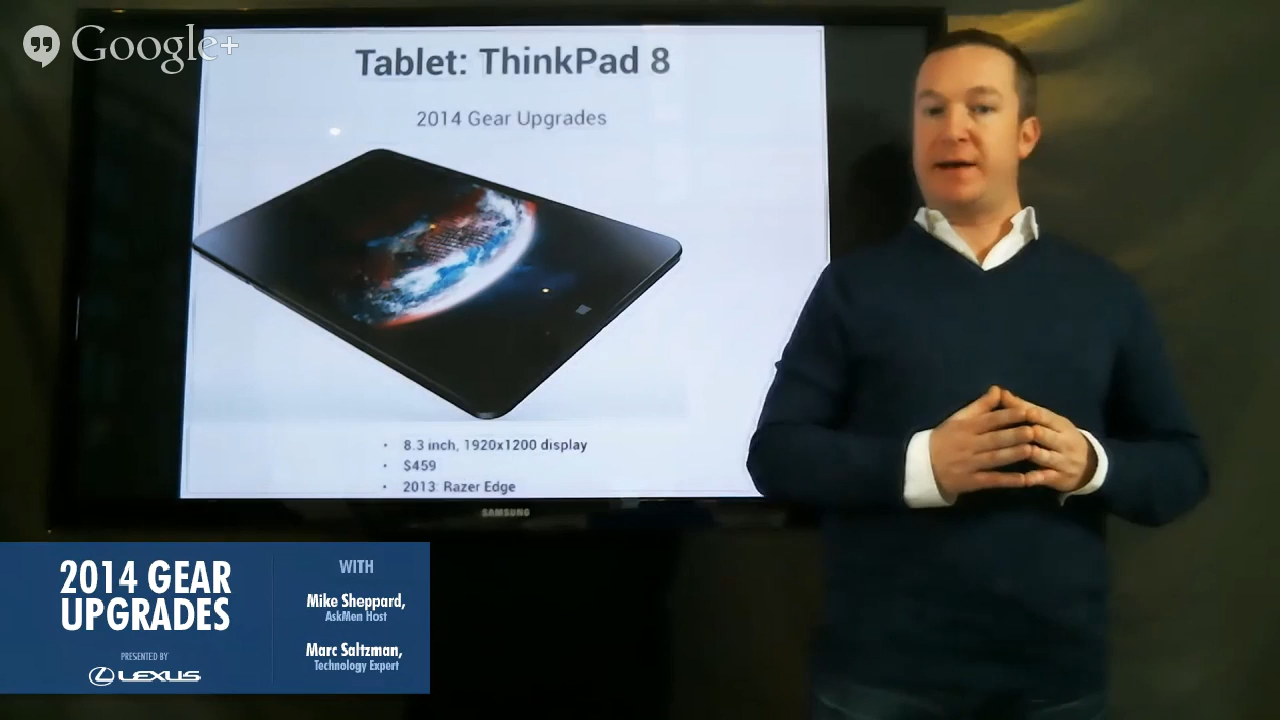 Google+
Tablet: ThinkPad 8
2014 Gear Upgrades
• 8.3 inch, 1920x1200 display
• $459
• 2013: Razer Edge
SAMSUNG
2014 GEAR
UPGRADES
PRESENTED BY
LEXUS
WITH
Mike Sheppard,
AskMen Host
Marc Saltzman,
Technology Expert